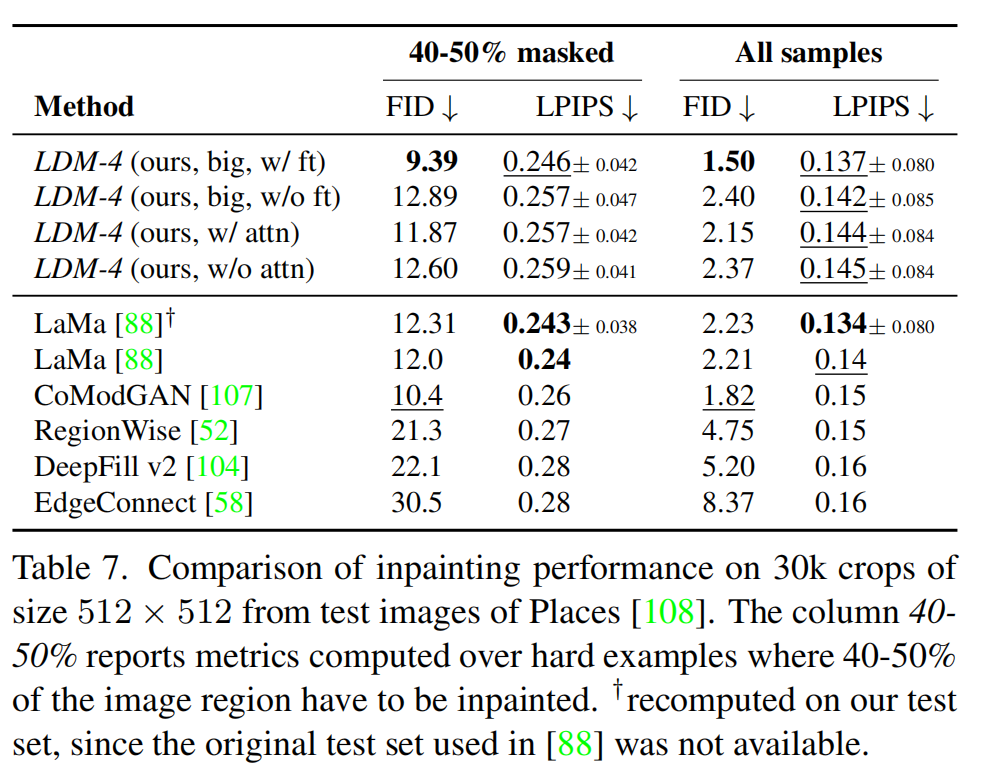 40-50% masked All samples
Method FID ↓ LPIPS ↓ FID ↓ LPIPS ↓
LDM-4 (ours, big, w/ ft) 9.39 0.246± 0.042 1.50 0.137± 0.080
LDM-4 (ours, big, w/o ft) 12.89 0.257± 0.047 2.40 0.142± 0.085
LDM-4 (ours, w/ attn) 11.87 0.257± 0.042 2.15 0.144± 0.084
LDM-4 (ours, w/o attn) 12.60 0.259± 0.041 2.37 0.145± 0.084
LaMa [88]† 12.31 0.243± 0.038 2.23 0.134± 0.080
LaMa [88] 12.0 0.24 2.21 0.14
CoModGAN [107] 10.4 0.26 1.82 0.15
RegionWise [52] 21.3 0.27 4.75 0.15
DeepFill v2 [104] 22.1 0.28 5.20 0.16
EdgeConnect [58] 30.5 0.28 8.37 0.16
Table 7. Comparison of inpainting performance on 30k crops of
size 512 × 512 from test images of Places [108]. The column 40-
50% reports metrics computed over hard examples where 40-50%
of the image region have to be inpainted. †recomputed on our test
set, since the original test set used in [88] was not available.